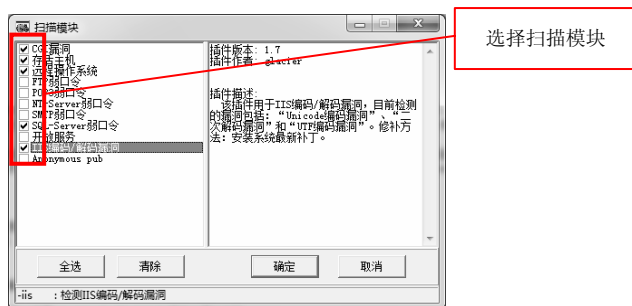 扫描模块
选择扫描模块
CGI漏洞
存活主机
远程操作系统
FTP弱口令
POP3弱口令
NT-Server弱口令
SMTP弱口令
SQL-Server弱口令
开放服务
IIS编码/解码漏洞
Anonymous pub
插件版本: 1.7
插件作者: glacier
插件描述:
该插件用于IIS编码/解码漏洞，目前检测
的漏洞包括：“Unicode编码漏洞”、“二
次解码漏洞”和“UTF编码漏洞”。修补方
法：安装系统最新补丁。
全选
清除
确定
取消
-iis : 检测IIS编码/解码漏洞